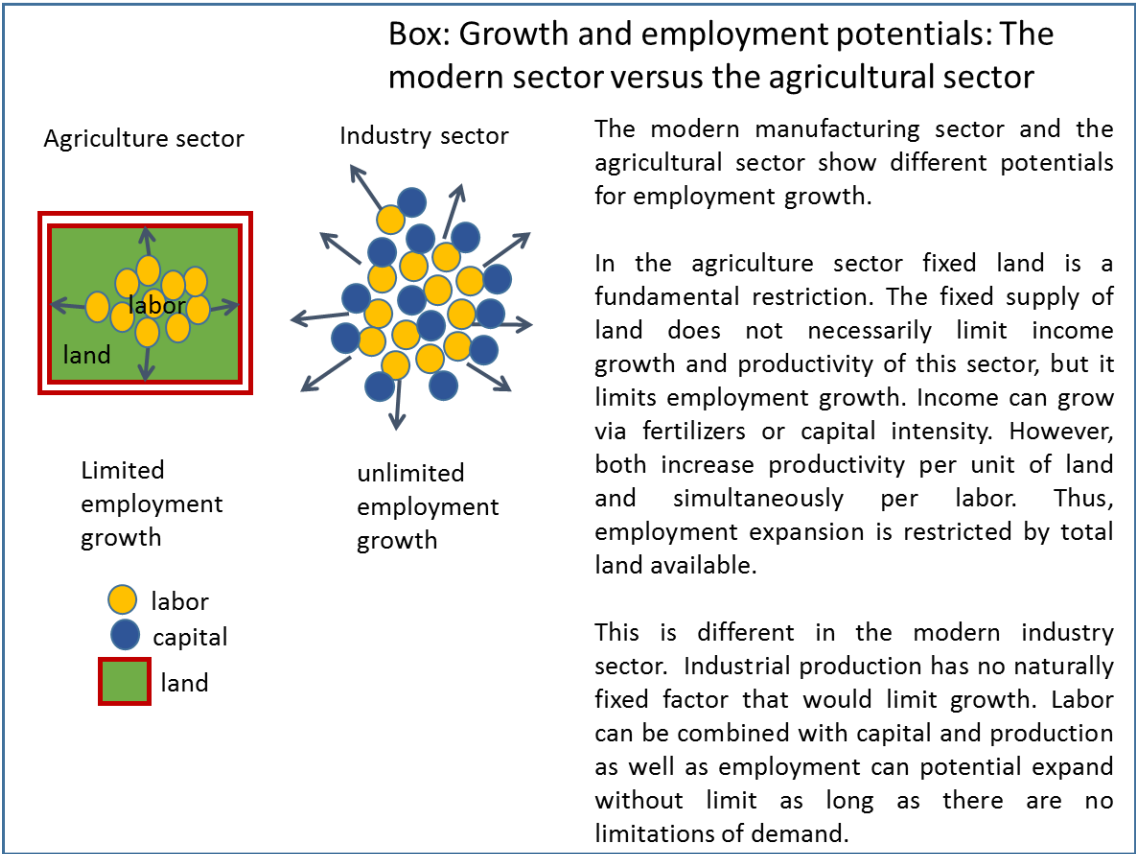 Box: Growth and employment potentials: The
modern sector versus the agricultural sector
Agriculture sector
Industry sector
labor
land
Limited
employment
growth
unlimited
employment
growth
labor
capital
land
The modern manufacturing sector and the
agricultural sector show different potentials
for employment growth.
In the agriculture sector fixed land is a
fundamental restriction. The fixed supply of
land does not necessarily limit income
growth and productivity of this sector, but it
limits employment growth. Income can grow
via fertilizers or capital intensity. However,
both increase productivity per unit of land
and simultaneously per labor. Thus,
employment expansion is restricted by total
land available.
This is different in the modern industry
sector. Industrial production has no naturally
fixed factor that would limit growth. Labor
can be combined with capital and production
as well as employment can potential expand
without limit as long as there are no
limitations of demand.